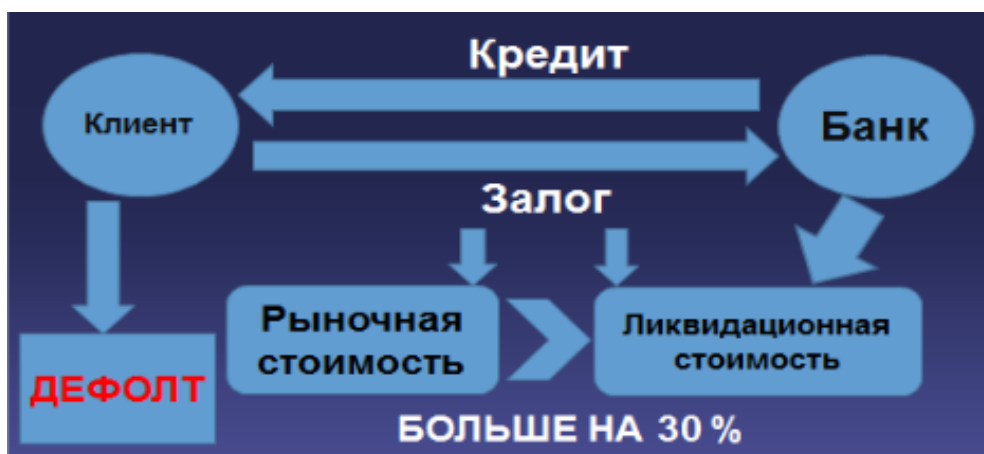 Кредит
Клиент
Банк
Залог
Рыночная
стоимость
Ликвидационная
стоимость
ДЕФОЛТ
БОЛЬШЕ НА 30 %